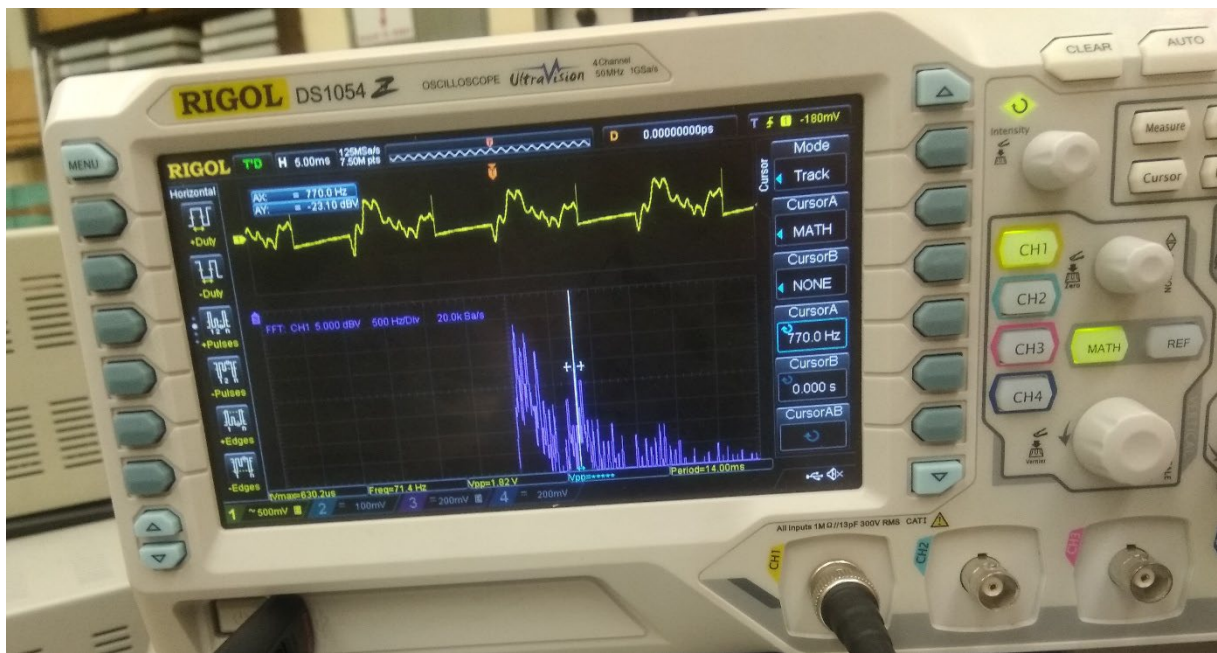 RIGOL DS1054 Z OSCILLOSCOPE UltraVision 4 Channel 50MHz 1GSa/s
CLEAR AUTO
MENU
RIGOL T'D H 5.00ms 125MSa/s 7.50M pts D 0.00000000ps T 1 -180mV
Horizontal
AX: = 770.0 Hz
AY: = -23.10 dBV
+Duty
-Duty
+Pulses
-Pulses
+Edges
-Edges
FFT: CH1 5.000 dBV 500 Hz/Div 20.0k Sa/s
Cursor
Mode
Track
CursorA
MATH
CursorB
NONE
CursorA
770.0 Hz
CursorB
0.000 s
CursorAB
tVmax=630.2us Freq=71.4 Hz Vpp=1.82 V Vpp=***** Period=14.00ms
1 ~ 500mV 2 = 100mV 3 = 200mV 4 = 200mV
Intensity
Measure
Cursor
CH1
CH2
CH3
CH4
Zero
MATH REF
Vernier
All inputs 1MΩ//13pF 300V RMS CAT I
CH1
CH2
CH3